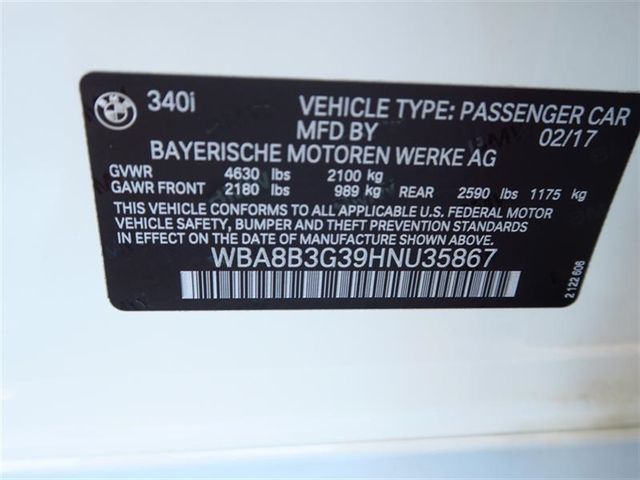 340i VEHICLE TYPE: PASSENGER CAR
MFD BY 02/17
BAYERISCHE MOTOREN WERKE AG
GVWR 4630 lbs 2100 kg
GAWR FRONT 2180 lbs 989 kg REAR 2590 lbs 1175 kg
THIS VEHICLE CONFORMS TO ALL APPLICABLE U.S. FEDERAL MOTOR
VEHICLE SAFETY, BUMPER AND THEFT PREVENTION STANDARDS
IN EFFECT ON THE DATE OF MANUFACTURE SHOWN ABOVE.
WBA8B3G39HNU35867
2 122 606